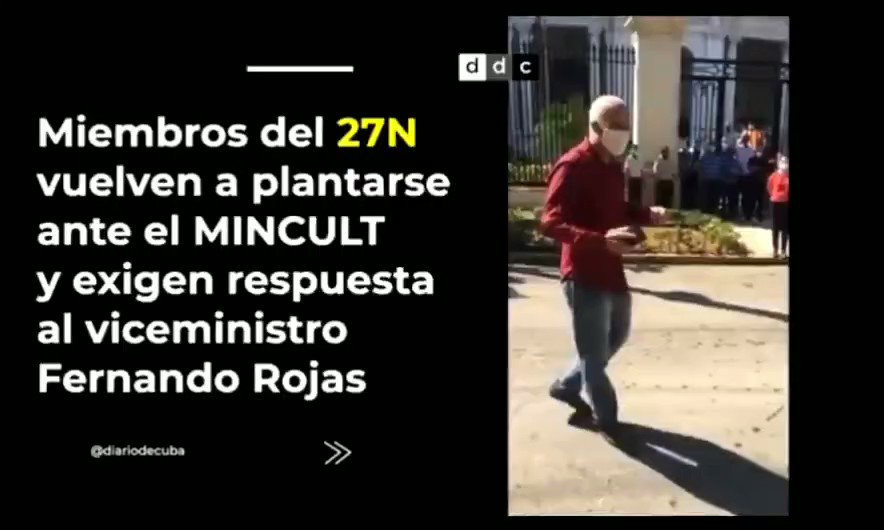 ddc
Miembros del 27N
vuelven a plantarse
ante el MINCULT
y exigen respuesta
al viceministro
Fernando Rojas
@diariodecuba